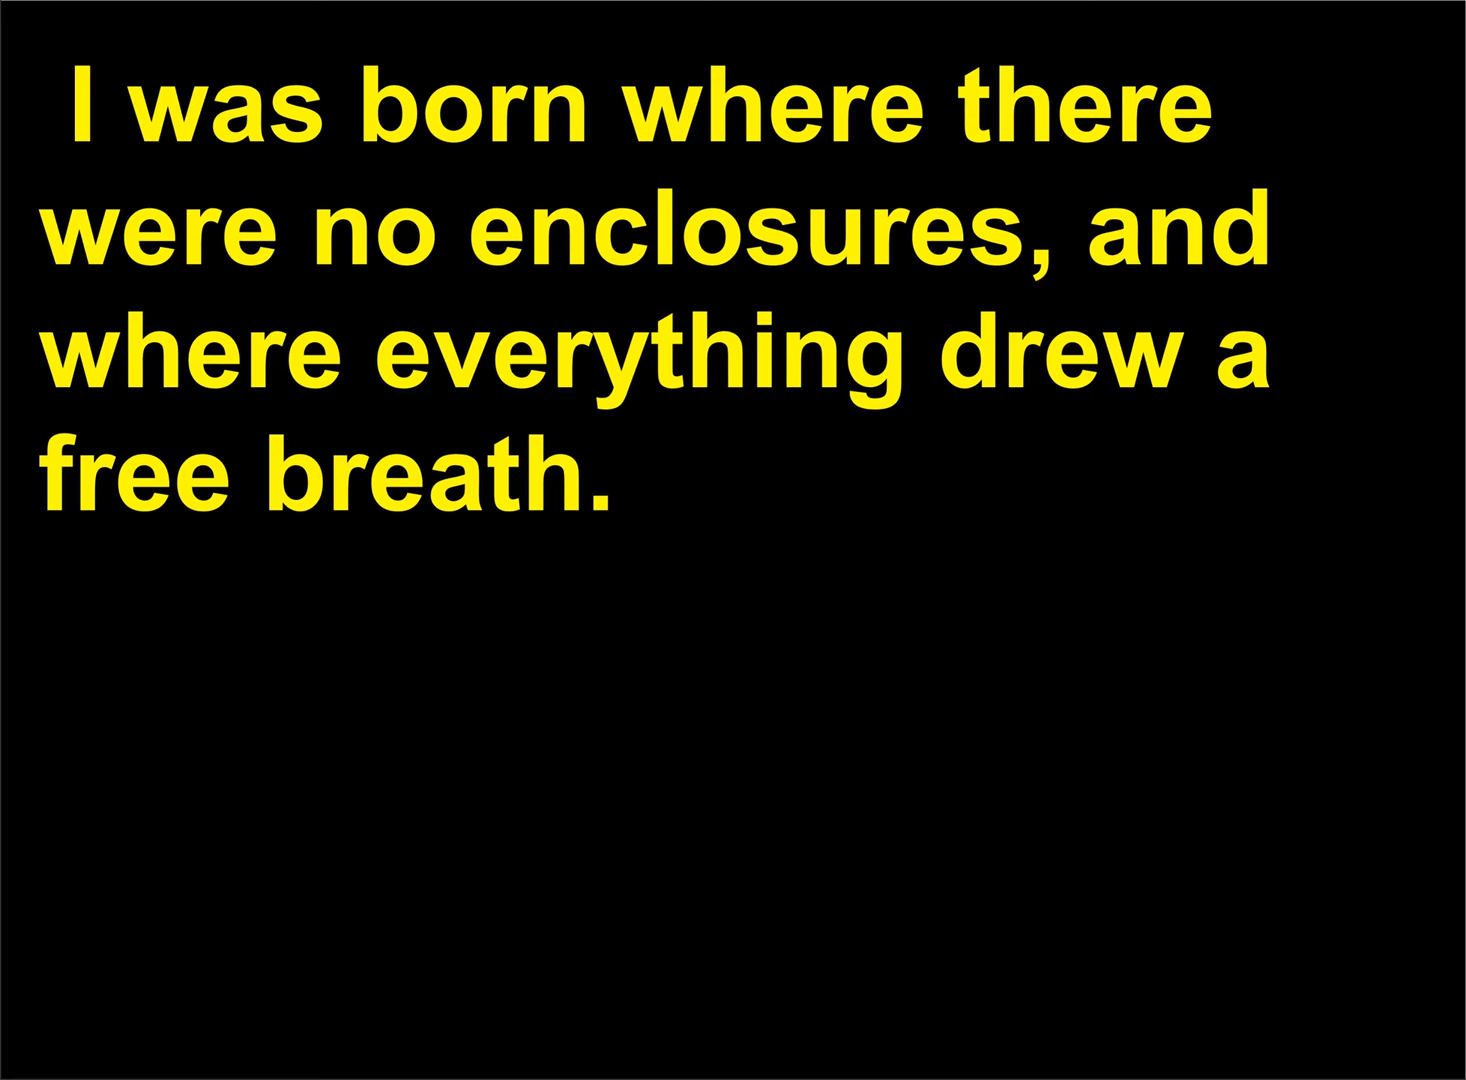 I was born where there
were no enclosures, and
where everything drew a
free breath.